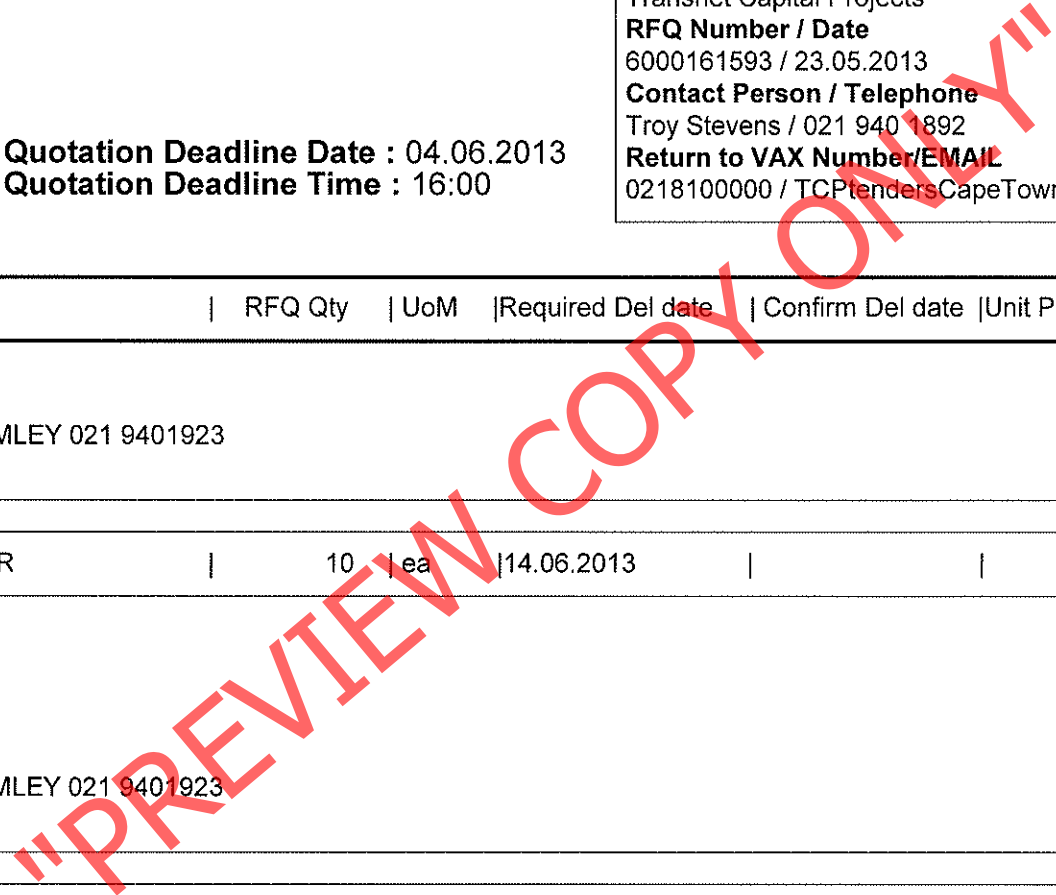 Transnet Capital Projects
RFQ Number / Date
6000161593 / 23.05.2013
Contact Person / Telephone
Troy Stevens / 021 940 1892
Return to VAX Number/EMAIL
0218100000 / TCPtendersCapeTown
Quotation Deadline Date : 04.06.2013
Quotation Deadline Time : 16:00
| RFQ Qty | UoM |Required Del date | Confirm Del date |Unit P
MLEY 021 9401923
R | 10 | ea |14.06.2013 | |
MLEY 021 9401923
"PREVIEW COPY ONLY"